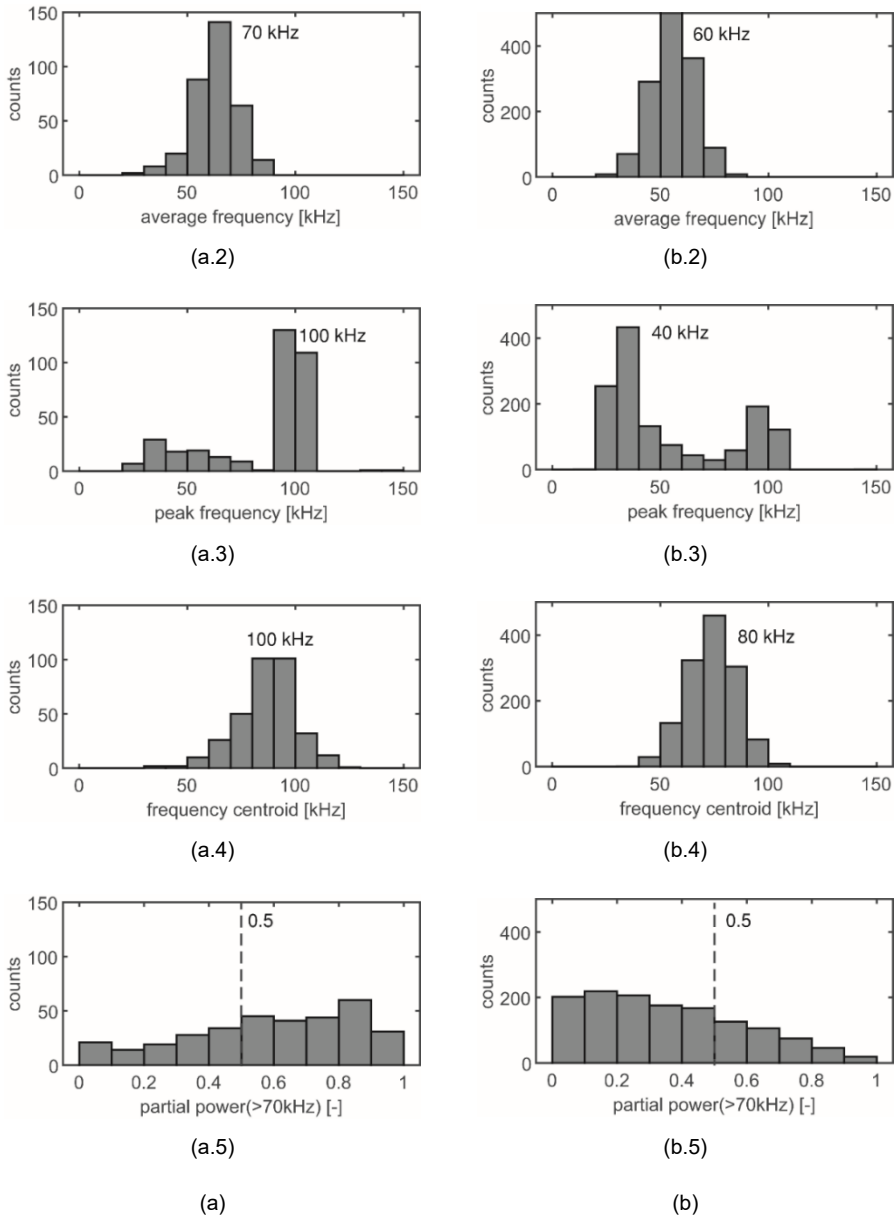 150
100
50
0
counts
70 kHz
0 50 100 150
average frequency [kHz]
(a.2)
400
200
0
counts
60 kHz
0 50 100 150
average frequency [kHz]
(b.2)
150
100
50
0
counts
100 kHz
0 50 100 150
peak frequency [kHz]
(a.3)
400
200
0
counts
40 kHz
0 50 100 150
peak frequency [kHz]
(b.3)
150
100
50
0
counts
100 kHz
0 50 100 150
frequency centroid [kHz]
(a.4)
400
200
0
counts
80 kHz
0 50 100 150
frequency centroid [kHz]
(b.4)
150
100
50
0
counts
0.5
0 0.2 0.4 0.6 0.8 1
partial power(>70kHz) [-]
(a.5)
400
200
0
counts
0.5
0 0.2 0.4 0.6 0.8 1
partial power(>70kHz) [-]
(b.5)
(a)
(b)